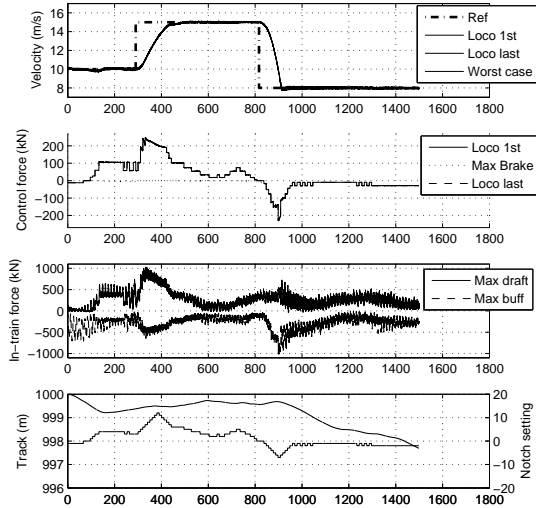 16
14
12
10
8
Velocity (m/s)
Ref
Loco 1st
Loco last
Worst case
0 200 400 600 800 1000 1200 1400 1600 1800
200
100
0
−100
−200
Control force (kN)
Loco 1st
Max Brake
Loco last
0 200 400 600 800 1000 1200 1400 1600 1800
1000
500
0
−500
−1000
In−train force (kN)
Max draft
Max buff
0 200 400 600 800 1000 1200 1400 1600 1800
1000
999
998
997
996
Track (m)
20
10
0
−10
−20
Notch setting
0 200 400 600 800 1000 1200 1400 1600 1800